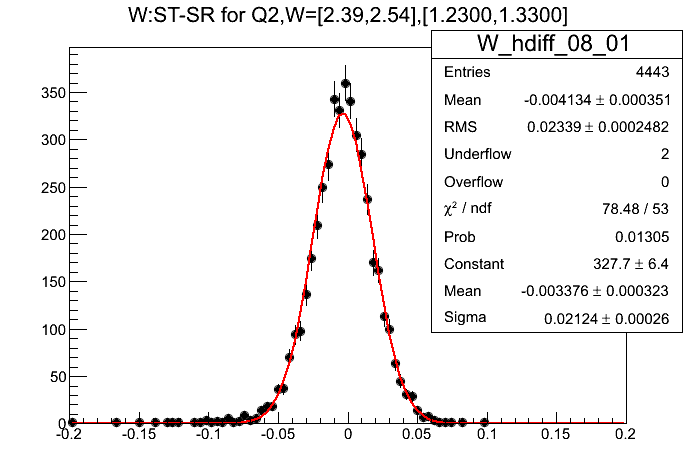 W:ST-SR for Q2,W=[2.39,2.54],[1.2300,1.3300]
W_hdiff_08_01
Entries 4443
Mean -0.004134 ± 0.000351
RMS 0.02339 ± 0.0002482
Underflow 2
Overflow 0
χ² / ndf 78.48 / 53
Prob 0.01305
Constant 327.7 ± 6.4
Mean -0.003376 ± 0.000323
Sigma 0.02124 ± 0.00026
350
300
250
200
150
100
50
0
-0.2 -0.15 -0.1 -0.05 0 0.05 0.1 0.15 0.2